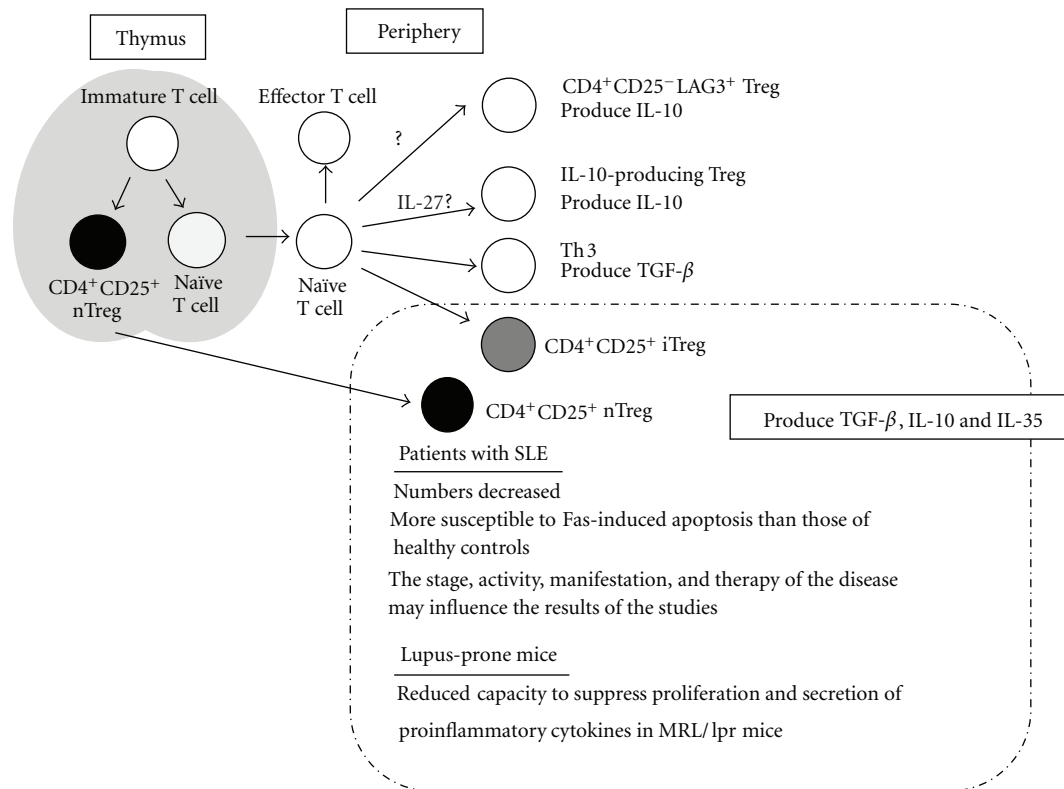 Thymus
Periphery
Immature T cell
Effector T cell
CD4⁺CD25⁻LAG3⁺ Treg
Produce IL-10
?
IL-10-producing Treg
Produce IL-10
IL-27?
Th3
Produce TGF-β
CD4⁺CD25⁺
nTreg
Naïve
T cell
Naïve
T cell
CD4⁺CD25⁺ iTreg
CD4⁺CD25⁺ nTreg
Produce TGF-β, IL-10 and IL-35
Patients with SLE
Numbers decreased
More susceptible to Fas-induced apoptosis than those of
healthy controls
The stage, activity, manifestation, and therapy of the disease
may influence the results of the studies
Lupus-prone mice
Reduced capacity to suppress proliferation and secretion of
proinflammatory cytokines in MRL/lpr mice